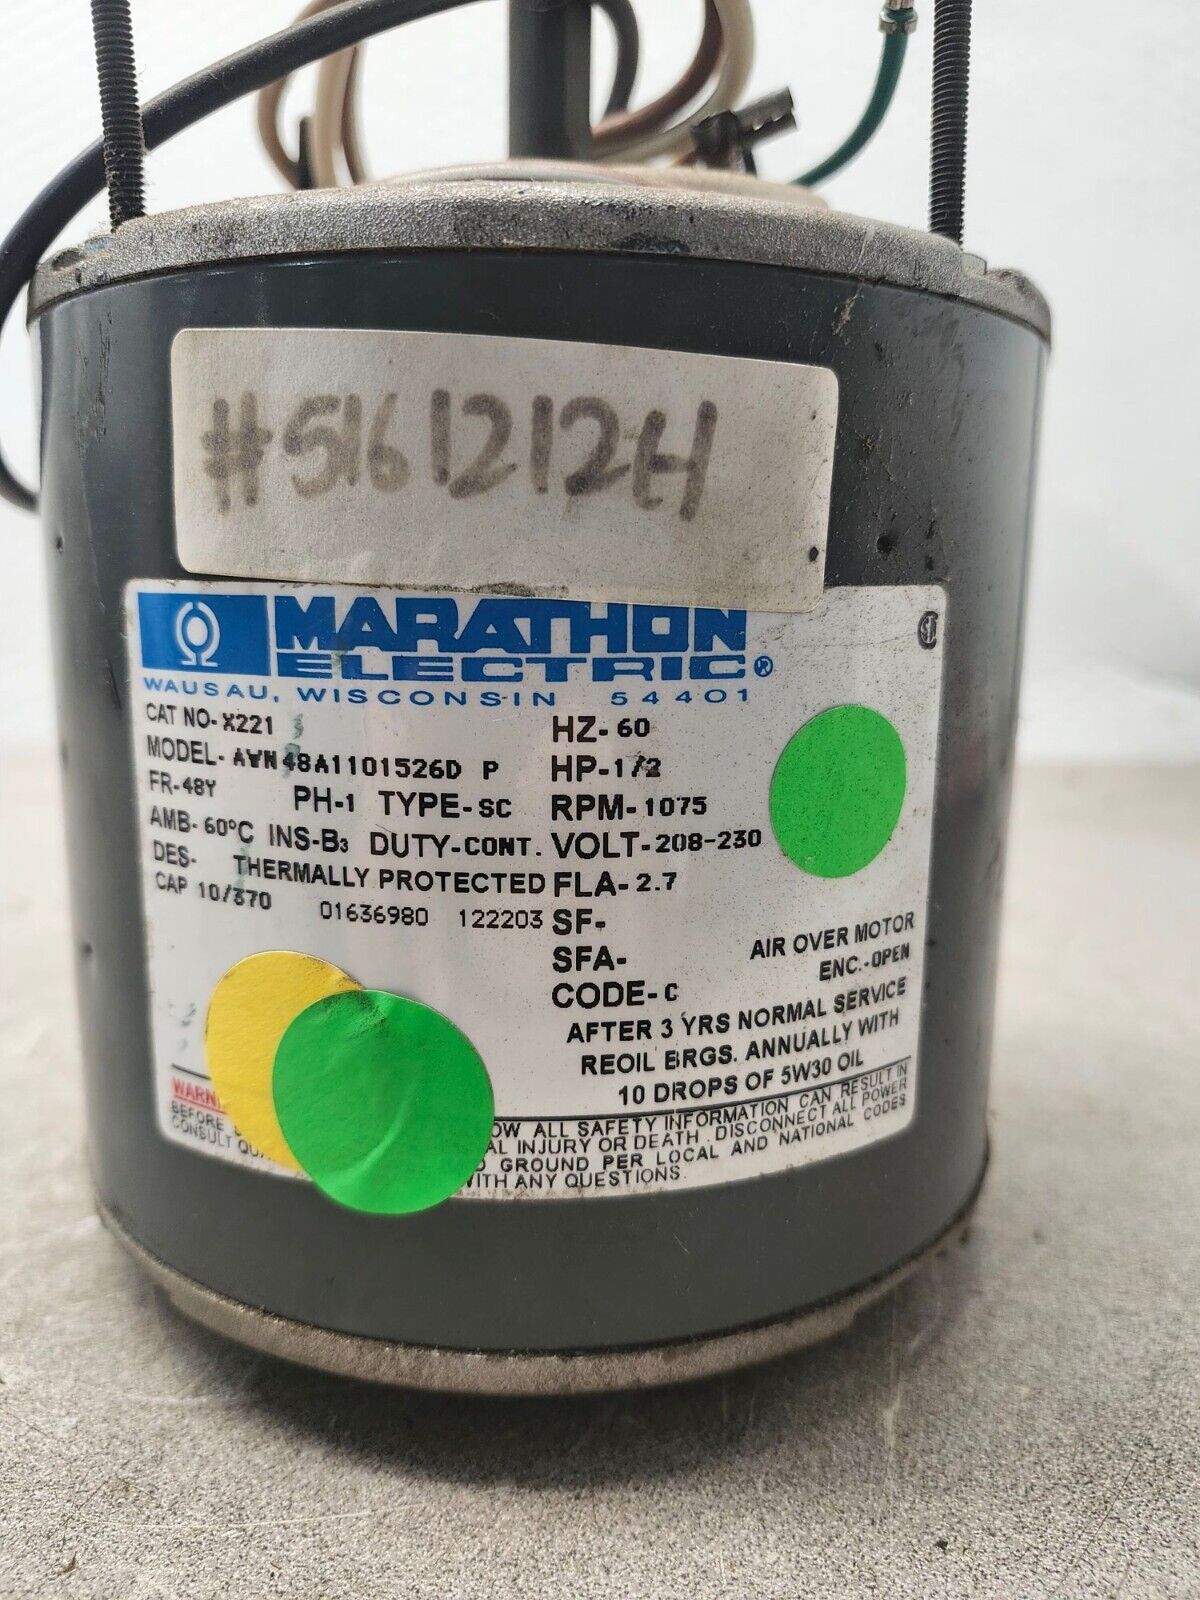 #5161212H
MARATHON
ELECTRIC®
WAUSAU, WISCONSIN 54401
CAT NO-X221
MODEL-AVN48A1101526D P
FR-48Y PH-1 TYPE-SC
AMB-60°C INS-B3 DUTY-CONT.
DES- THERMALLY PROTECTED
CAP 10/370 01636980 122203
HZ-60
HP-1/2
RPM-1075
VOLT-208-230
FLA-2.7
SF-
SFA-
CODE-C
AIR OVER MOTOR
ENC.-OPEN
AFTER 3 YRS NORMAL SERVICE
REOIL BRGS. ANNUALLY WITH
10 DROPS OF 5W30 OIL
BEFORE ALL SAFETY INFORMATION CAN RESULT IN
CONSULT INJURY OR DEATH. DISCONNECT ALL POWER
GROUND PER LOCAL AND NATIONAL CODES
WITH ANY QUESTIONS.